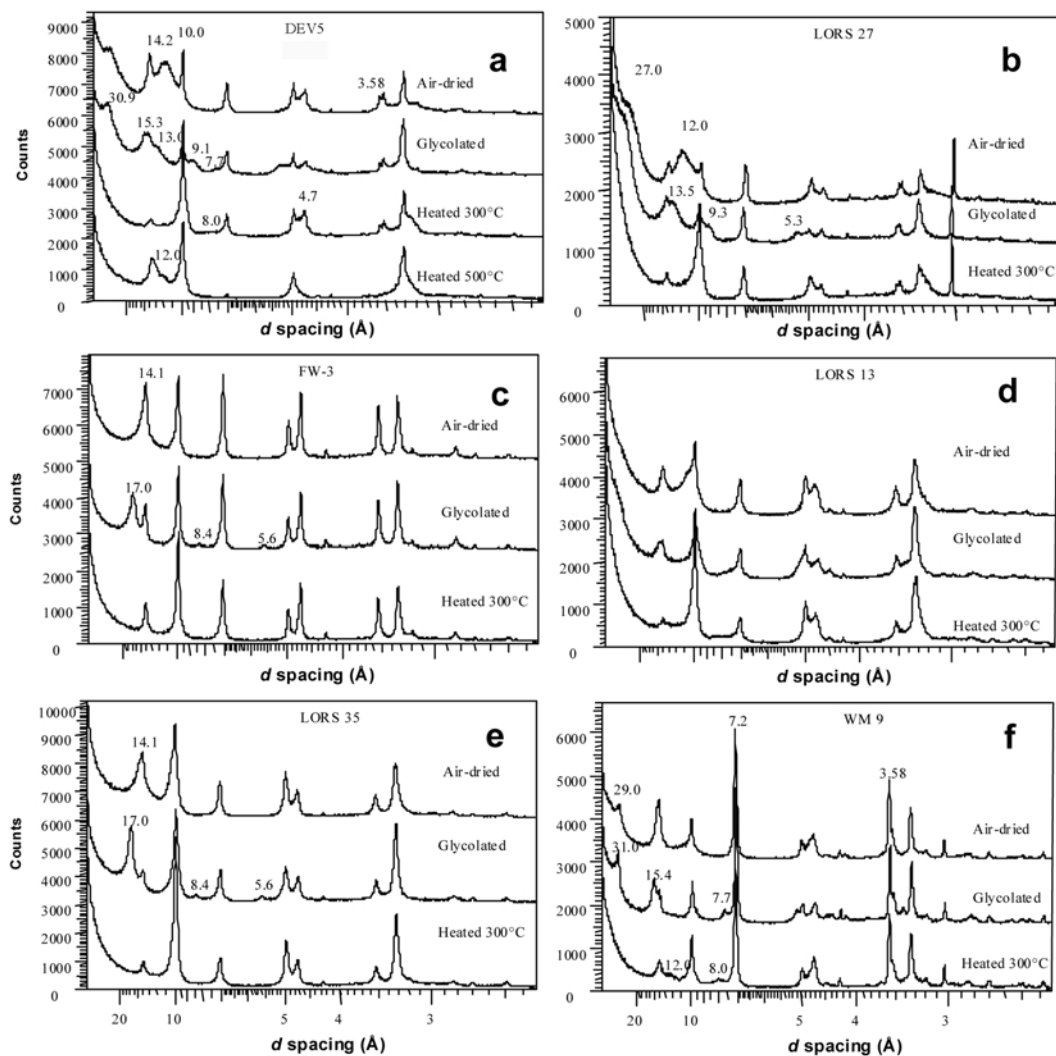 DEV5
a
Counts
9000
8000
7000
6000
5000
4000
3000
2000
1000
0
14.2
10.0
3.58
Air-dried
30.9
15.3
13.0
9.1
7.7
Glycolated
8.0
4.7
Heated 300°C
12.0
Heated 500°C
d spacing (Å)
LORS 27
b
5000
4000
3000
2000
1000
0
27.0
12.0
Air-dried
13.5
9.3
5.3
Glycolated
Heated 300°C
d spacing (Å)
FW-3
c
Counts
7000
6000
5000
4000
3000
2000
1000
0
14.1
Air-dried
17.0
8.4
5.6
Glycolated
Heated 300°C
d spacing (Å)
LORS 13
d
6000
5000
4000
3000
2000
1000
0
Air-dried
Glycolated
Heated 300°C
d spacing (Å)
LORS 35
e
Counts
10000
9000
8000
7000
6000
5000
4000
3000
2000
1000
0
14.1
Air-dried
17.0
8.4
5.6
Glycolated
Heated 300°C
20 10 5 3
d spacing (Å)
WM 9
f
6000
5000
4000
3000
2000
1000
0
29.0
7.2
3.58
Air-dried
31.0
15.4
7.7
Glycolated
12.0
8.0
Heated 300°C
20 10 5 3
d spacing (Å)